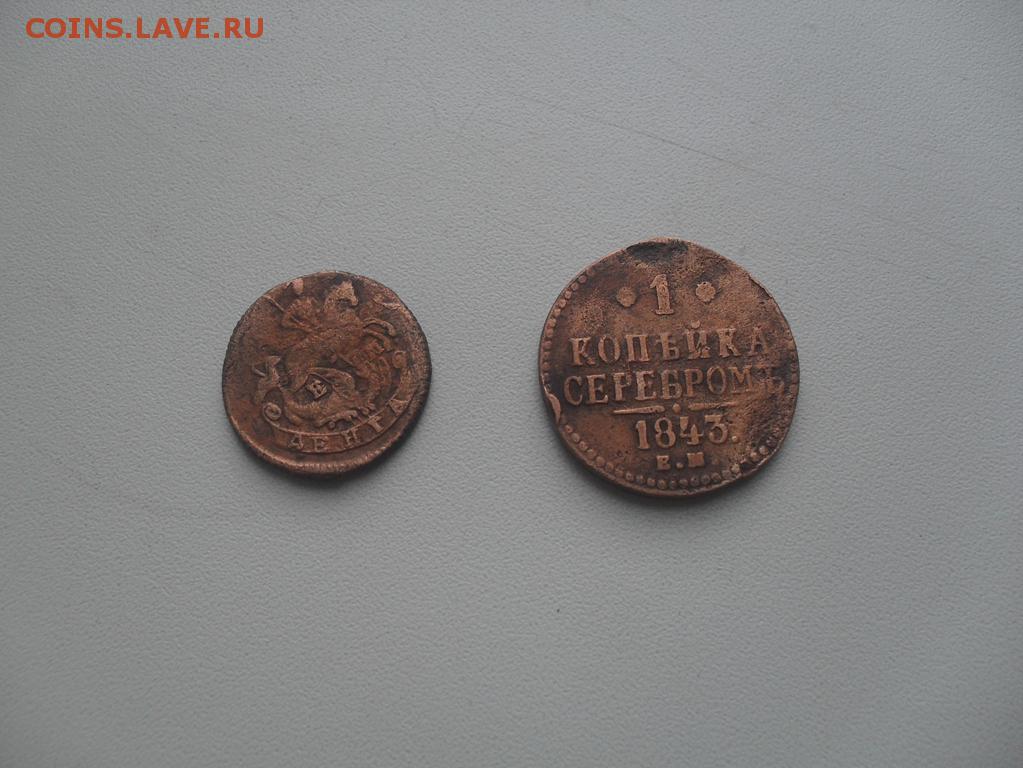 COINS.LAVE.RU
ДЕНГА
1
КОПѢЙКА
СЕРЕБРОМЪ
1843.
Е.М